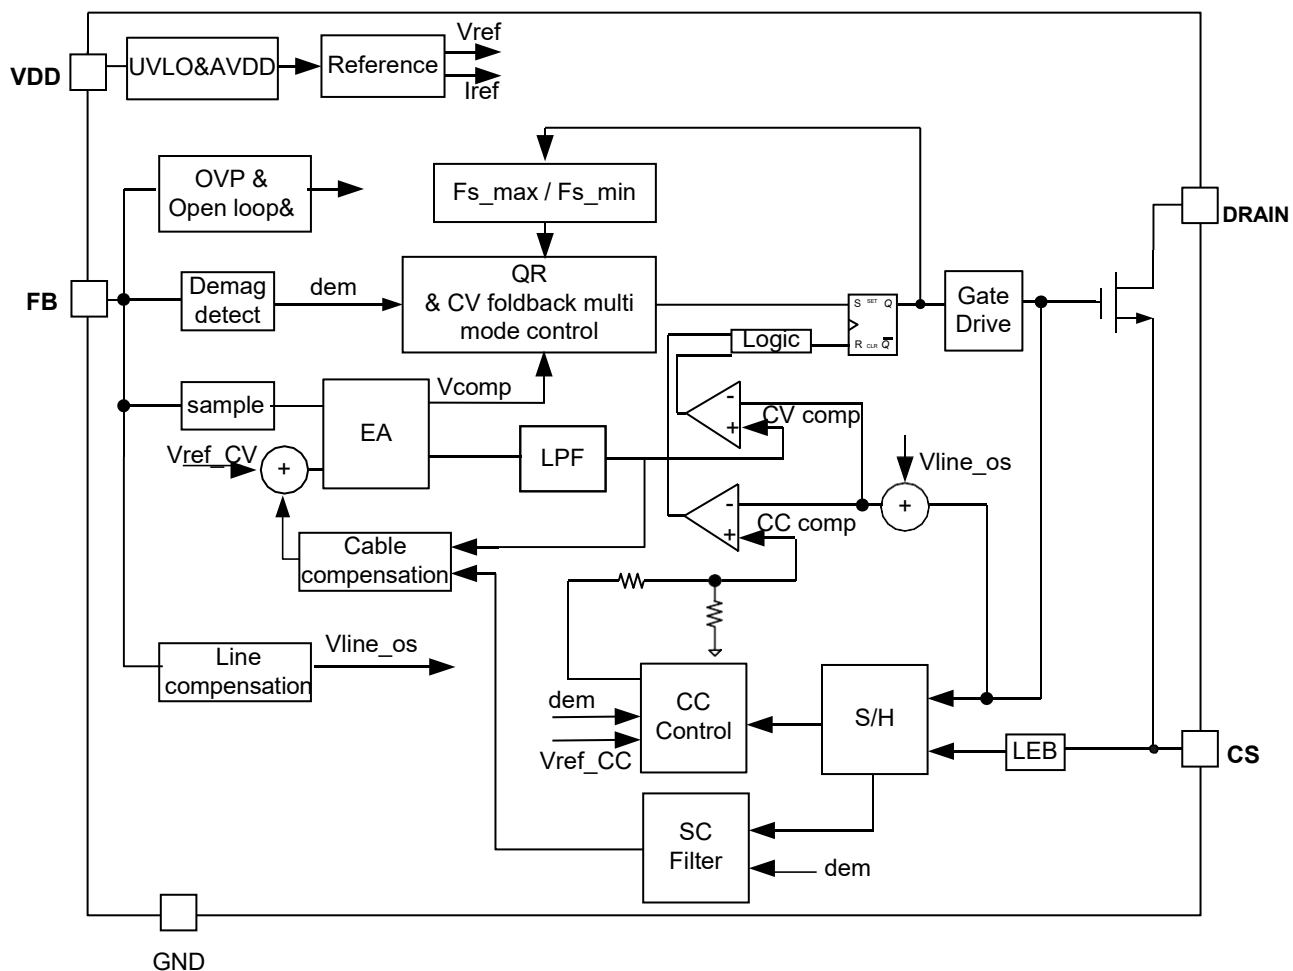 VDD
UVLO&AVDD
Reference
Vref
Iref
OVP &
Open loop&
Fs_max / Fs_min
DRAIN
FB
Demag
detect
dem
QR
& CV foldback multi
mode control
S SET Q
R CLR Q
Gate
Drive
Logic
sample
EA
Vcomp
-
CV comp
+
Vref_CV
+
LPF
Vline_os
-
CC comp
+
+
Cable
compensation
Line
compensation
Vline_os
dem
Vref_CC
CC
Control
S/H
LEB
CS
SC
Filter
dem
GND